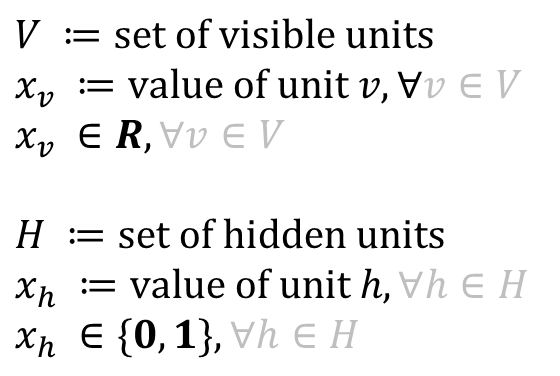 V := set of visible units
x_v := value of unit v, ∀v ∈ V
x_v ∈ R, ∀v ∈ V
H := set of hidden units
x_h := value of unit h, ∀h ∈ H
x_h ∈ {0, 1}, ∀h ∈ H